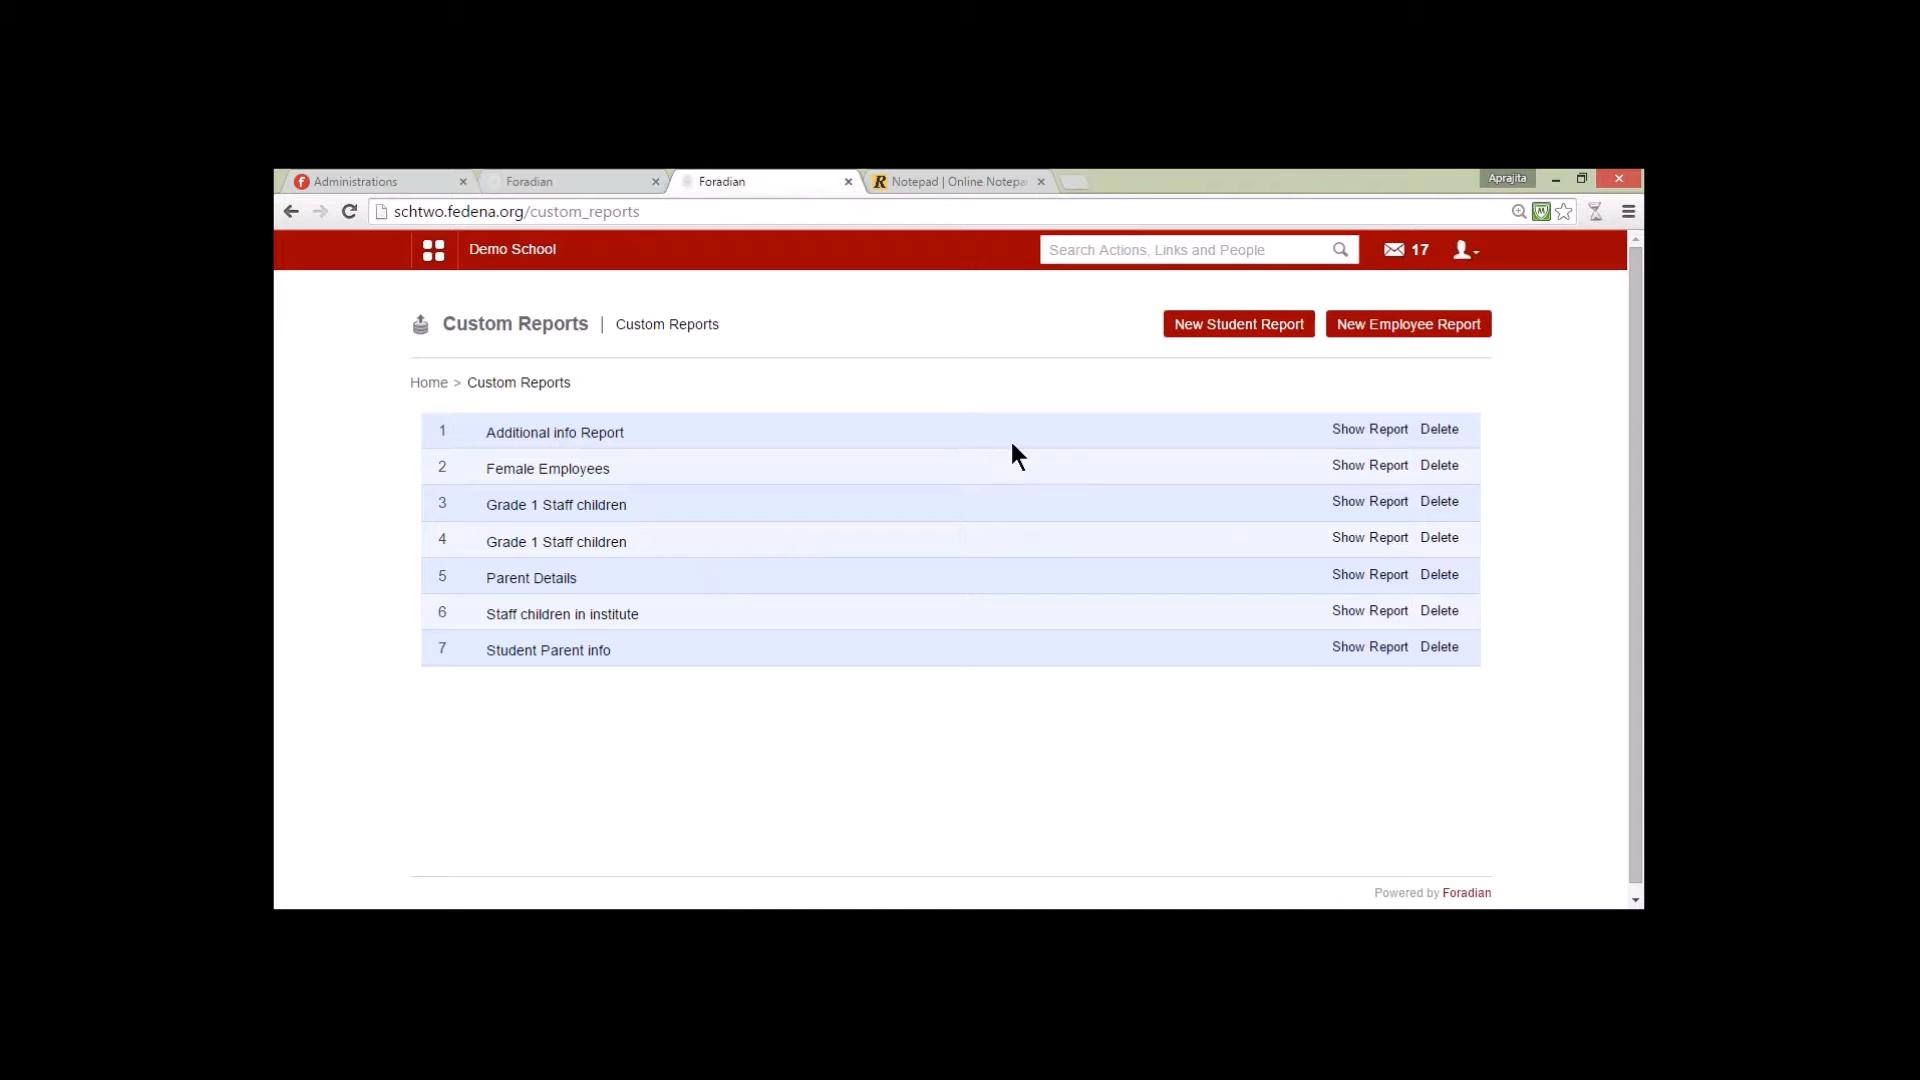 Administrations
Foradian
Foradian
Notepad | Online Notepa
Aprajita
schtwo.fedena.org/custom_reports
Demo School
Search Actions, Links and People
17
Custom Reports | Custom Reports
New Student Report
New Employee Report
Home > Custom Reports
1 Additional info Report Show Report Delete
2 Female Employees Show Report Delete
3 Grade 1 Staff children Show Report Delete
4 Grade 1 Staff children Show Report Delete
5 Parent Details Show Report Delete
6 Staff children in institute Show Report Delete
7 Student Parent info Show Report Delete
Powered by Foradian